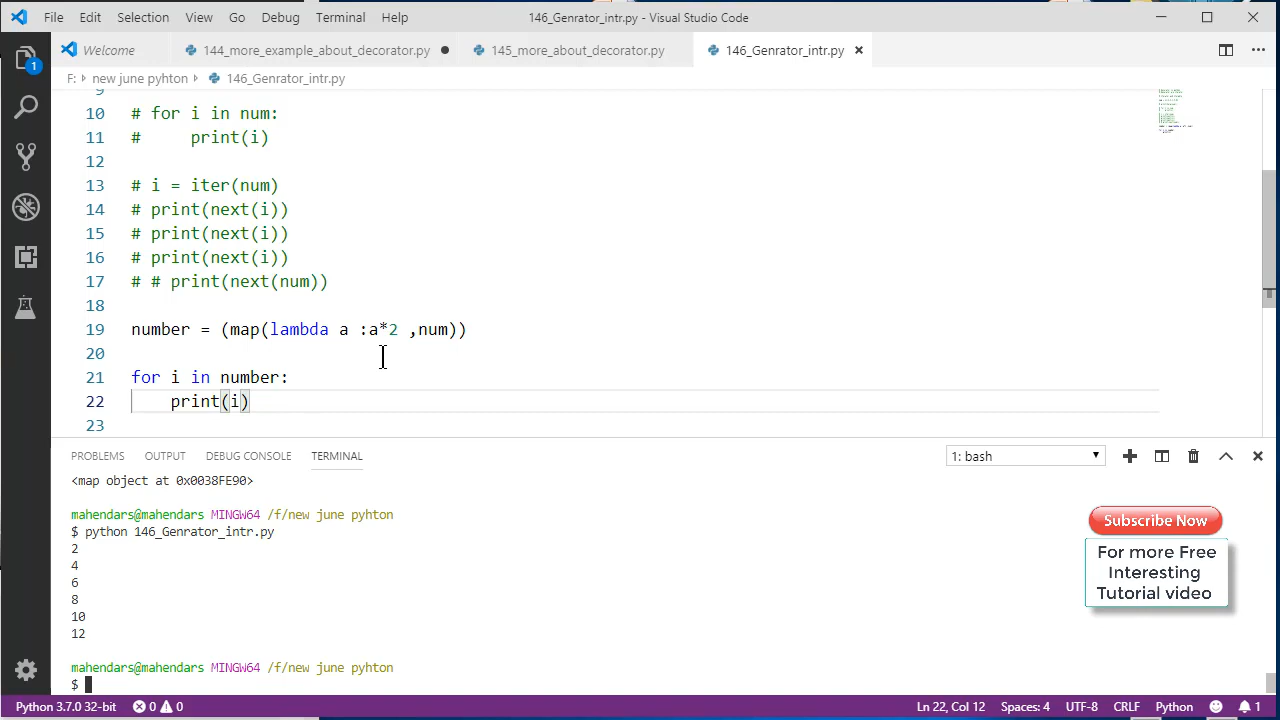 File Edit Selection View Go Debug Terminal Help 146_Genrator_intr.py - Visual Studio Code
Welcome 144_more_example_about_decorator.py 145_more_about_decorator.py 146_Genrator_intr.py
F: new june pyhton 146_Genrator_intr.py
9
10 # for i in num:
11 #     print(i)
12
13 # i = iter(num)
14 # print(next(i))
15 # print(next(i))
16 # print(next(i))
17 # # print(next(num))
18
19 number = (map(lambda a :a*2 ,num))
20
21 for i in number:
22     print(i)
23
PROBLEMS OUTPUT DEBUG CONSOLE TERMINAL 1: bash
<map object at 0x0038FE90>
mahendars@mahendars MINGW64 /f/new june pyhton
$ python 146_Genrator_intr.py
2
4
6
8
10
12
mahendars@mahendars MINGW64 /f/new june pyhton
$
Subscribe Now
For more Free
Interesting
Tutorial video
Python 3.7.0 32-bit 0 0 Ln 22, Col 12 Spaces: 4 UTF-8 CRLF Python 1
1